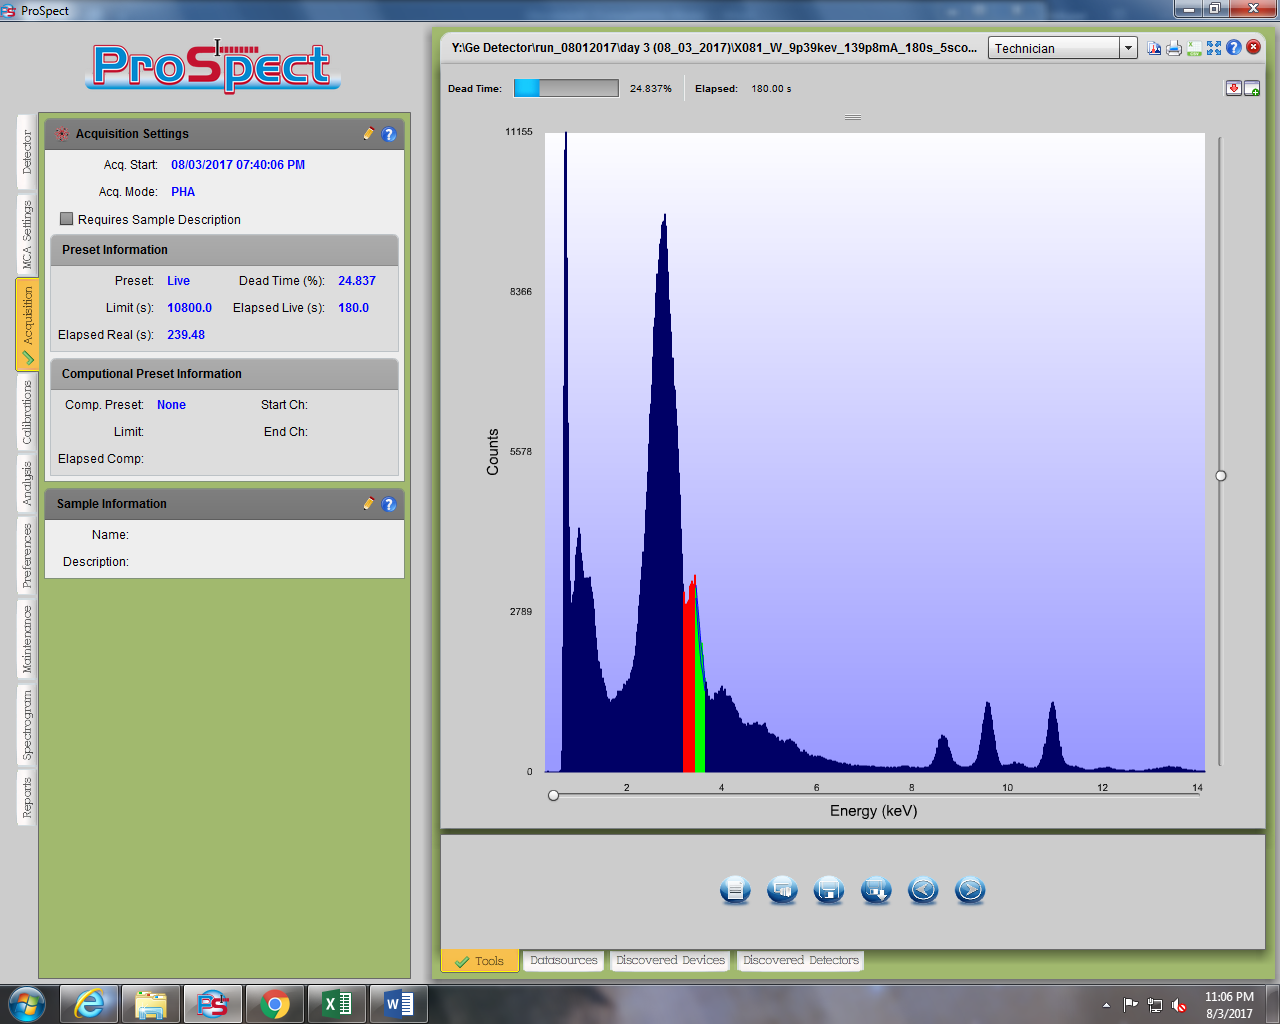 ProSpect
ProSpect
Y:\Ge Detector\run_08012017\day 3 (08_03_2017)\X081_W_9p39kev_139p8mA_180s_5sco...
Technician
Dead Time:
24.837%
Elapsed:
180.00 s
Detector
MCA Settings
Acquisition
Calibrations
Analysis
Preferences
Maintenance
Spectrogram
Reports
Acquisition Settings
Acq. Start: 08/03/2017 07:40:06 PM
Acq. Mode: PHA
Requires Sample Description
Preset Information
Preset: Live Dead Time (%): 24.837
Limit (s): 10800.0 Elapsed Live (s): 180.0
Elapsed Real (s): 239.48
Computional Preset Information
Comp. Preset: None Start Ch:
Limit: End Ch:
Elapsed Comp:
Sample Information
Name:
Description:
Counts
11155
8366
5578
2789
0
2 4 6 8 10 12 14
Energy (keV)
Tools Datasources Discovered Devices Discovered Detectors
11:06 PM
8/3/2017